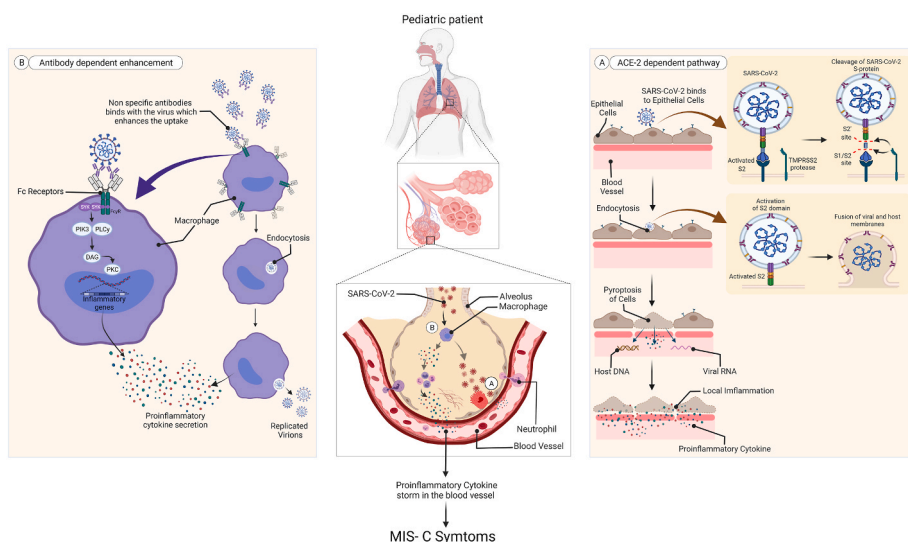 Pediatric patient
B Antibody dependent enhancement
Non specific antibodies
binds with the virus which
enhances the uptake
Fc Receptors
SYK SYK
FcγR
PIK3 PLCγ
DAG
PKC
Inflammatory
genes
Macrophage
Endocytosis
Proinflammatory
cytokine secretion
Replicated
Virions
SARS-CoV-2
Alveolus
Macrophage
B
A
Neutrophil
Blood Vessel
Proinflammatory Cytokine
storm in the blood vessel
MIS- C Symtoms
A ACE-2 dependent pathway
SARS-CoV-2 binds
to Epithelial Cells
Epithelial
Cells
Blood
Vessel
Endocytosis
Pyroptosis
of Cells
Host DNA
Viral RNA
Local Imflammation
Proinflammatory Cytokine
SARS-CoV-2
Activated
S2
TMPRSS2
protease
Cleavage of SARS-CoV-2
S-protein
S2'
site
S1/S2
site
Activation
of S2 domain
Activated S2
Fusion of viral and host
membranes